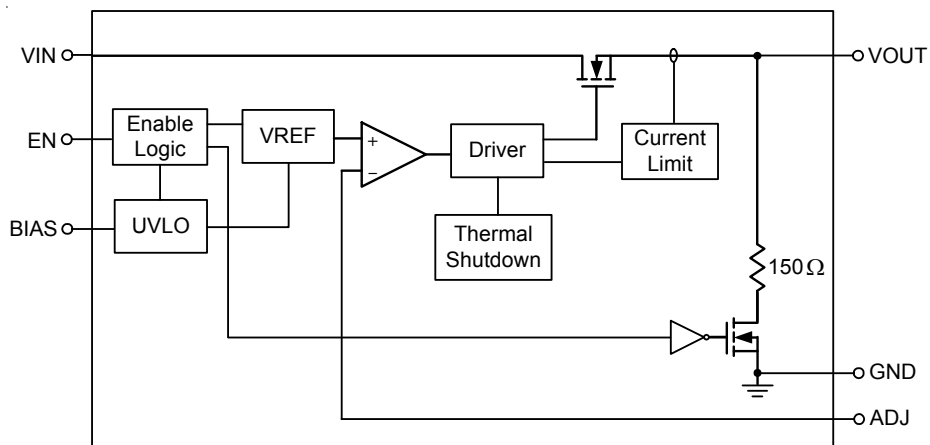 VIN
VOUT
EN
Enable
Logic
VREF
+
−
Driver
Current
Limit
BIAS
UVLO
Thermal
Shutdown
150Ω
GND
ADJ